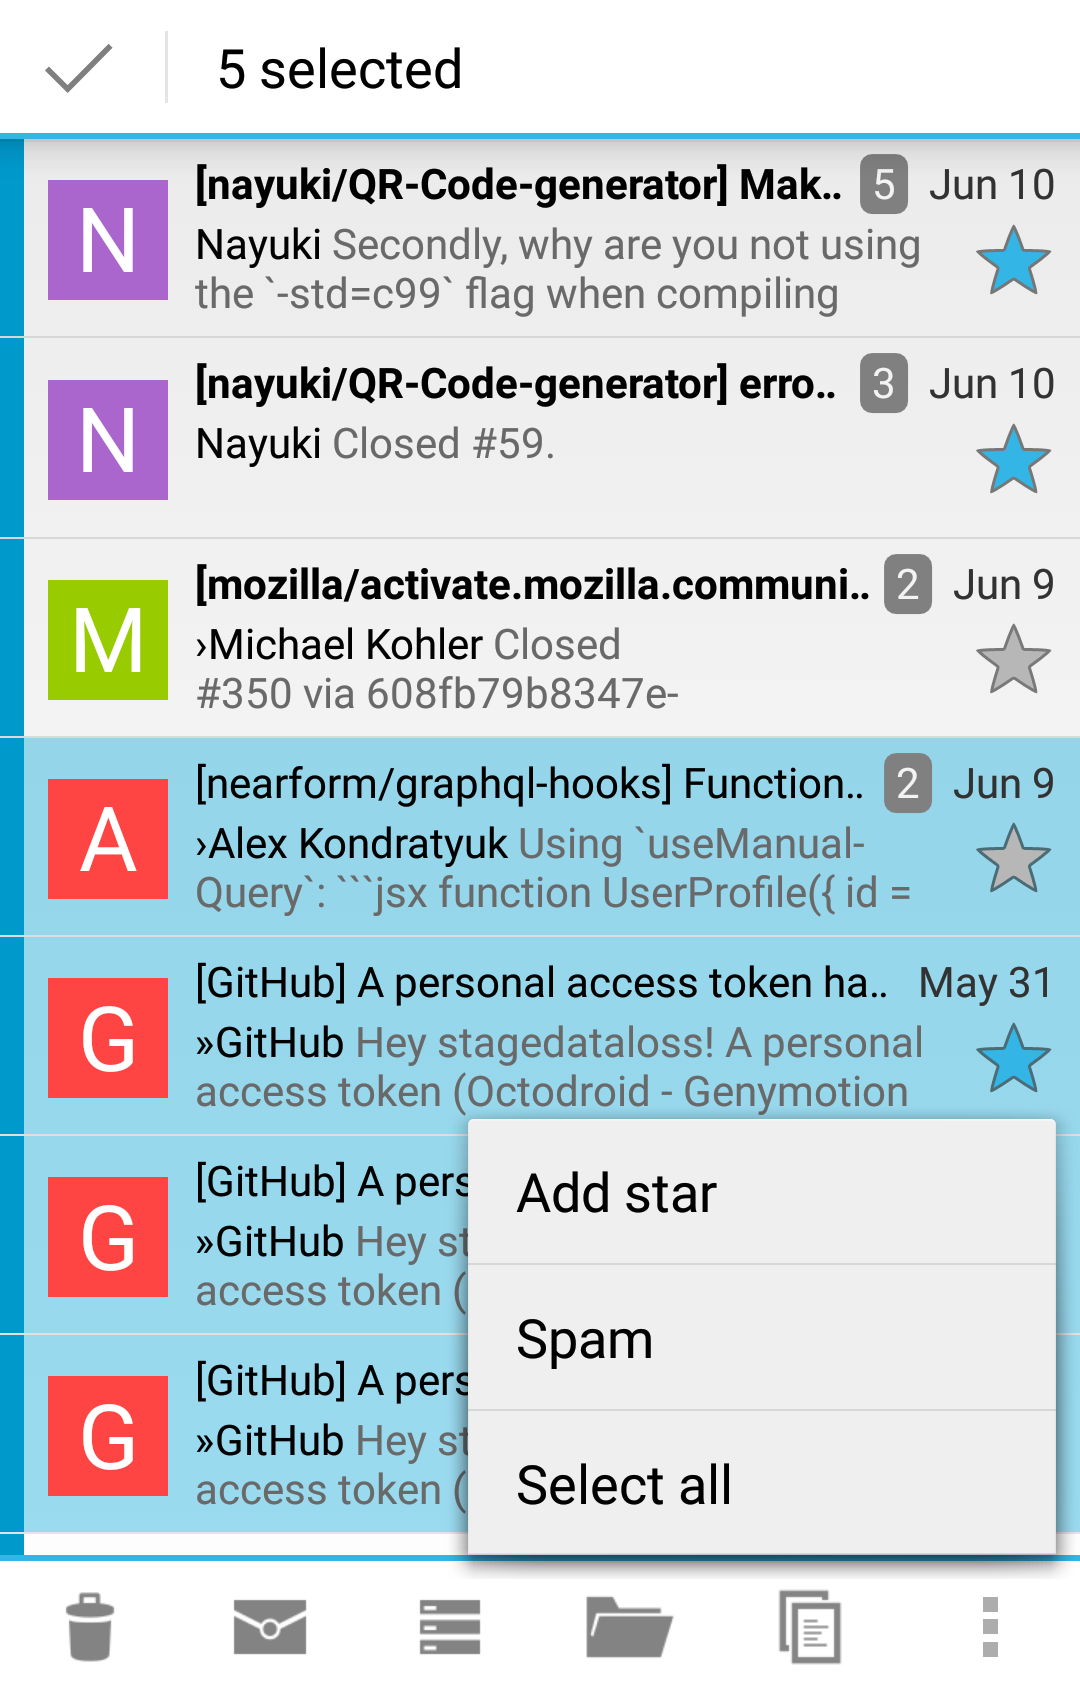 5 selected
[nayuki/QR-Code-generator] Mak.. 5 Jun 10
N
Nayuki Secondly, why are you not using
the `-std=c99` flag when compiling
[nayuki/QR-Code-generator] erro.. 3 Jun 10
N
Nayuki Closed #59.
[mozilla/activate.mozilla.communi.. 2 Jun 9
M
›Michael Kohler Closed
#350 via 608fb79b8347e-
[nearform/graphql-hooks] Function.. 2 Jun 9
A
›Alex Kondratyuk Using `useManual-
Query`: ```jsx function UserProfile({ id =
[GitHub] A personal access token ha.. May 31
G
»GitHub Hey stagedataloss! A personal
access token (Octodroid - Genymotion
[GitHub] A pers
G
»GitHub Hey st
access token (
[GitHub] A pers
G
»GitHub Hey st
access token (
Add star
Spam
Select all